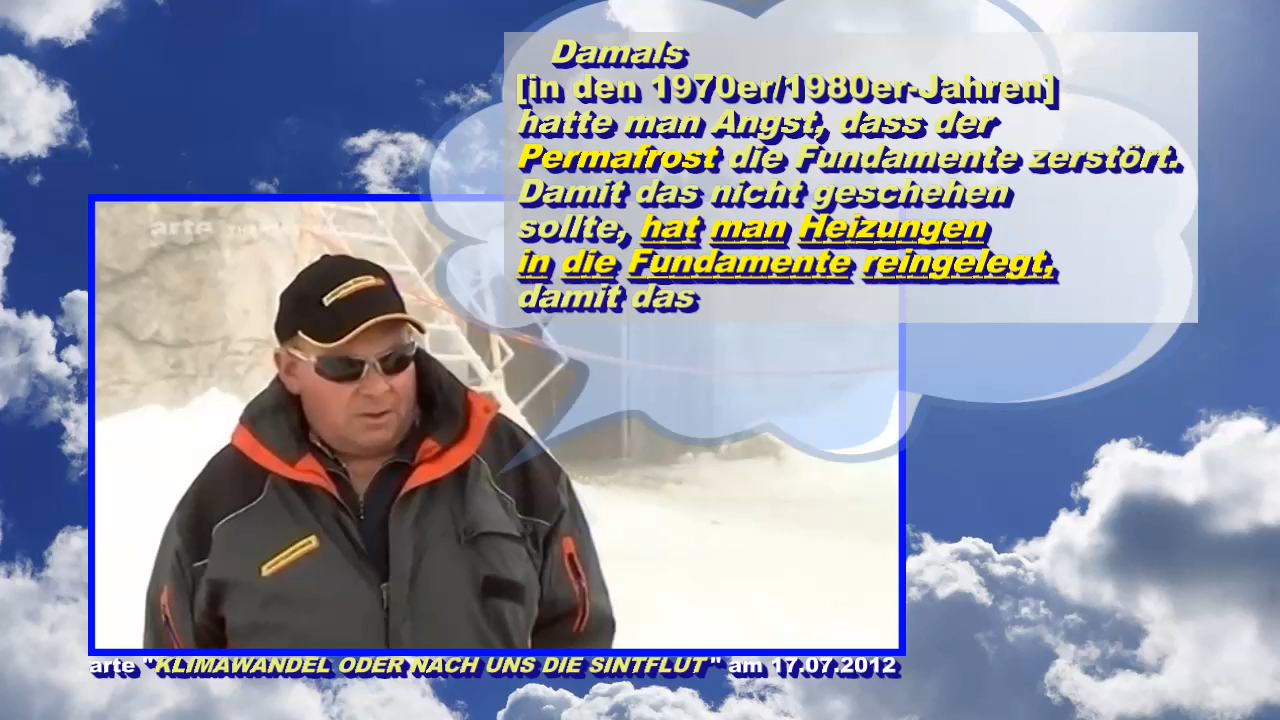 Damals
[in den 1970er/1980er-Jahren]
hatte man Angst, dass der
Permafrost die Fundamente zerstört.
Damit das nicht geschehen
sollte, hat man Heizungen
in die Fundamente reingelegt,
damit das
arte
arte "KLIMAWANDEL ODER NACH UNS DIE SINTFLUT" am 17.07.2012